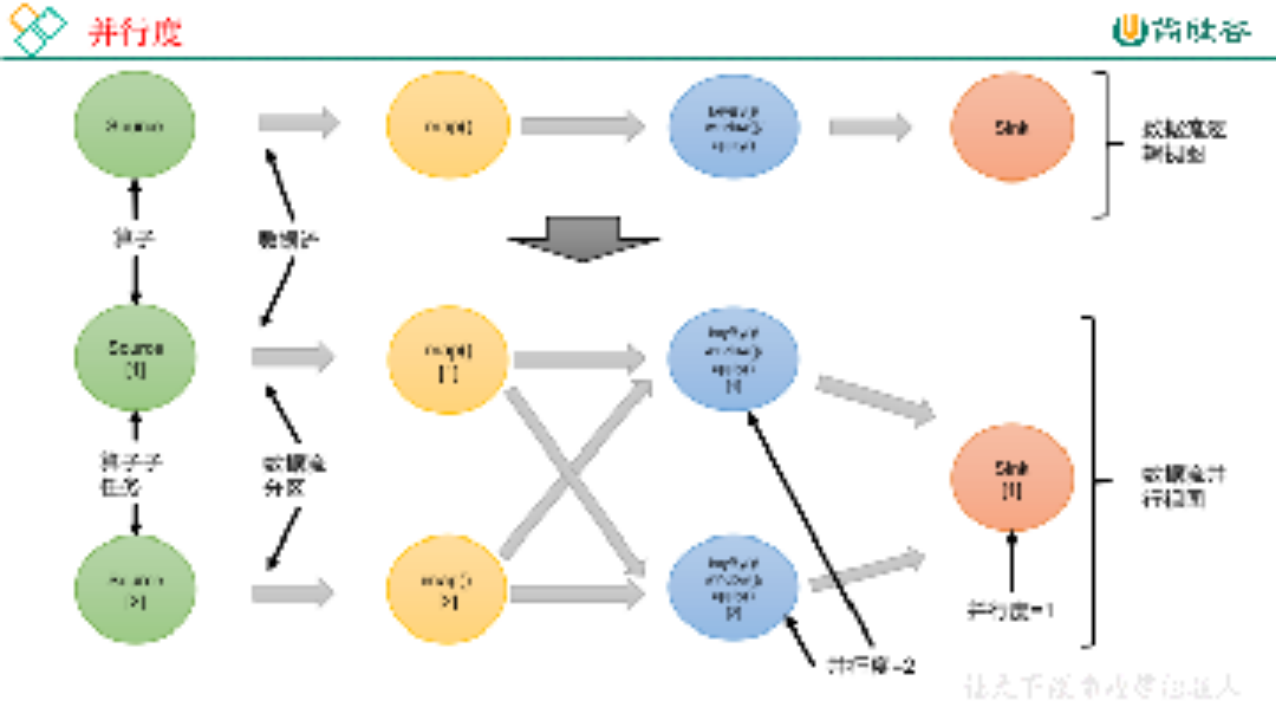 并行度
尚硅谷
Source
map()
keyBy()/
window()/
apply()
Sink
数据流逻
辑视图
算子
数据流
Source
[1]
map()
[1]
keyBy()/
window()/
apply()
[1]
算子子
任务
数据流
分区
Sink
[1]
数据流并
行视图
Source
[2]
map()
[2]
keyBy()/
window()/
apply()
[2]
并行度=1
并行度=2
让天下没有难学的技术